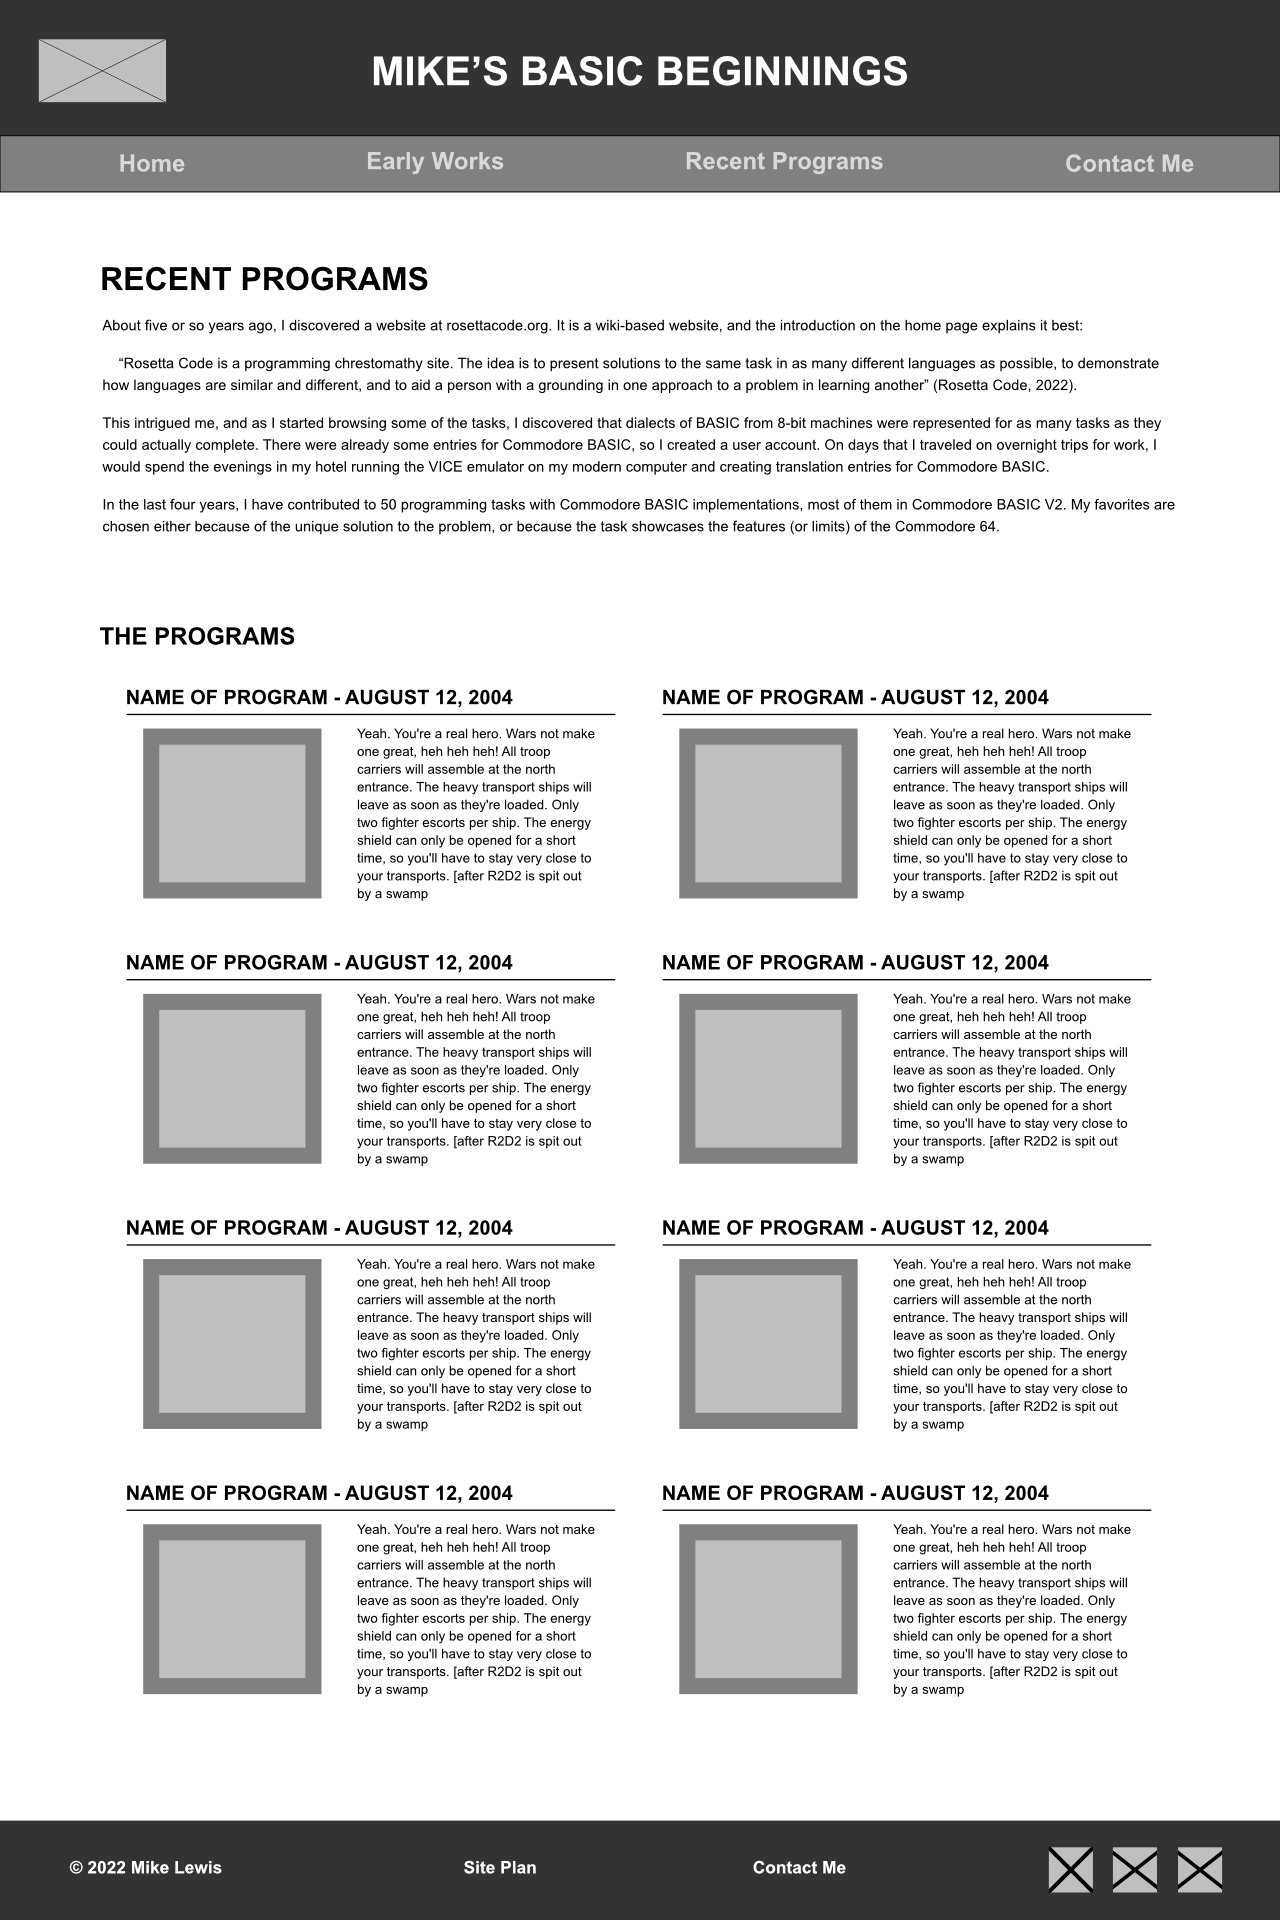 MIKE’S BASIC BEGINNINGS
Home
Early Works
Recent Programs
Contact Me
RECENT PROGRAMS
About five or so years ago, I discovered a website at rosettacode.org. It is a wiki-based website, and the introduction on the home page explains it best:
“Rosetta Code is a programming chrestomathy site. The idea is to present solutions to the same task in as many different languages as possible, to demonstrate
how languages are similar and different, and to aid a person with a grounding in one approach to a problem in learning another” (Rosetta Code, 2022).
This intrigued me, and as I started browsing some of the tasks, I discovered that dialects of BASIC from 8-bit machines were represented for as many tasks as they
could actually complete. There were already some entries for Commodore BASIC, so I created a user account. On days that I traveled on overnight trips for work, I
would spend the evenings in my hotel running the VICE emulator on my modern computer and creating translation entries for Commodore BASIC.
In the last four years, I have contributed to 50 programming tasks with Commodore BASIC implementations, most of them in Commodore BASIC V2. My favorites are
chosen either because of the unique solution to the problem, or because the task showcases the features (or limits) of the Commodore 64.
THE PROGRAMS
NAME OF PROGRAM - AUGUST 12, 2004
Yeah. You're a real hero. Wars not make
one great, heh heh heh! All troop
carriers will assemble at the north
entrance. The heavy transport ships will
leave as soon as they're loaded. Only
two fighter escorts per ship. The energy
shield can only be opened for a short
time, so you'll have to stay very close to
your transports. [after R2D2 is spit out
by a swamp
NAME OF PROGRAM - AUGUST 12, 2004
Yeah. You're a real hero. Wars not make
one great, heh heh heh! All troop
carriers will assemble at the north
entrance. The heavy transport ships will
leave as soon as they're loaded. Only
two fighter escorts per ship. The energy
shield can only be opened for a short
time, so you'll have to stay very close to
your transports. [after R2D2 is spit out
by a swamp
NAME OF PROGRAM - AUGUST 12, 2004
Yeah. You're a real hero. Wars not make
one great, heh heh heh! All troop
carriers will assemble at the north
entrance. The heavy transport ships will
leave as soon as they're loaded. Only
two fighter escorts per ship. The energy
shield can only be opened for a short
time, so you'll have to stay very close to
your transports. [after R2D2 is spit out
by a swamp
NAME OF PROGRAM - AUGUST 12, 2004
Yeah. You're a real hero. Wars not make
one great, heh heh heh! All troop
carriers will assemble at the north
entrance. The heavy transport ships will
leave as soon as they're loaded. Only
two fighter escorts per ship. The energy
shield can only be opened for a short
time, so you'll have to stay very close to
your transports. [after R2D2 is spit out
by a swamp
NAME OF PROGRAM - AUGUST 12, 2004
Yeah. You're a real hero. Wars not make
one great, heh heh heh! All troop
carriers will assemble at the north
entrance. The heavy transport ships will
leave as soon as they're loaded. Only
two fighter escorts per ship. The energy
shield can only be opened for a short
time, so you'll have to stay very close to
your transports. [after R2D2 is spit out
by a swamp
NAME OF PROGRAM - AUGUST 12, 2004
Yeah. You're a real hero. Wars not make
one great, heh heh heh! All troop
carriers will assemble at the north
entrance. The heavy transport ships will
leave as soon as they're loaded. Only
two fighter escorts per ship. The energy
shield can only be opened for a short
time, so you'll have to stay very close to
your transports. [after R2D2 is spit out
by a swamp
NAME OF PROGRAM - AUGUST 12, 2004
Yeah. You're a real hero. Wars not make
one great, heh heh heh! All troop
carriers will assemble at the north
entrance. The heavy transport ships will
leave as soon as they're loaded. Only
two fighter escorts per ship. The energy
shield can only be opened for a short
time, so you'll have to stay very close to
your transports. [after R2D2 is spit out
by a swamp
NAME OF PROGRAM - AUGUST 12, 2004
Yeah. You're a real hero. Wars not make
one great, heh heh heh! All troop
carriers will assemble at the north
entrance. The heavy transport ships will
leave as soon as they're loaded. Only
two fighter escorts per ship. The energy
shield can only be opened for a short
time, so you'll have to stay very close to
your transports. [after R2D2 is spit out
by a swamp
© 2022 Mike Lewis
Site Plan
Contact Me